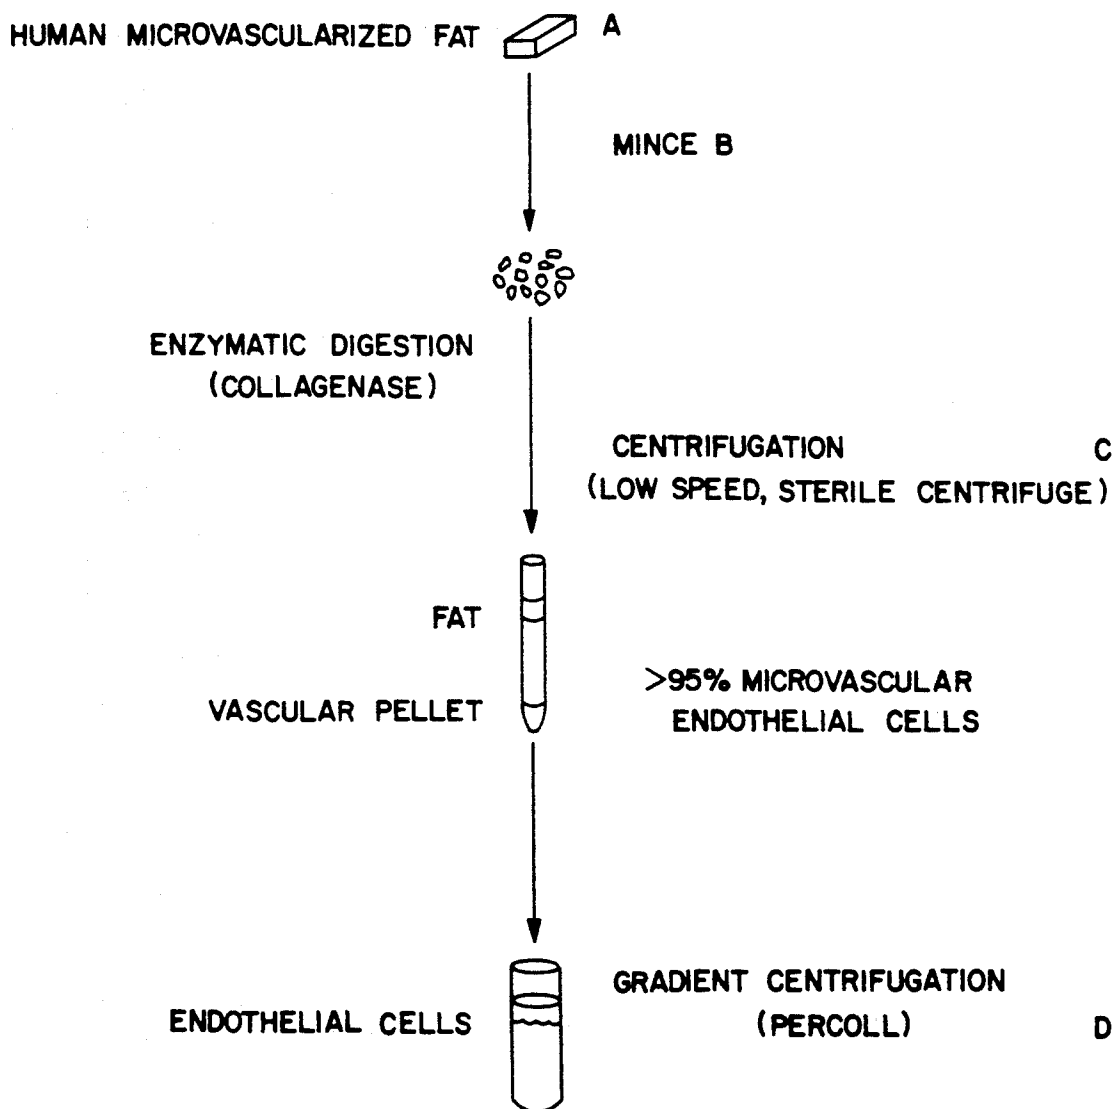 HUMAN MICROVASCULARIZED FAT A
MINCE B
ENZYMATIC DIGESTION
(COLLAGENASE)
CENTRIFUGATION C
(LOW SPEED, STERILE CENTRIFUGE)
FAT
VASCULAR PELLET
>95% MICROVASCULAR
ENDOTHELIAL CELLS
GRADIENT CENTRIFUGATION
(PERCOLL) D
ENDOTHELIAL CELLS